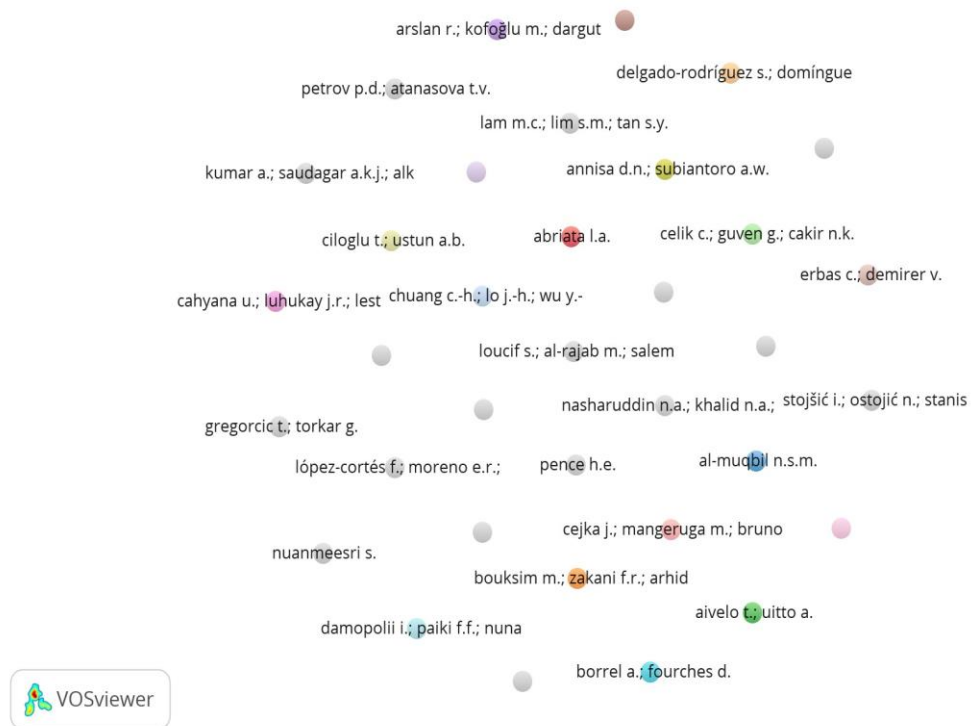 arslan r.; kofoğlu m.; dargut
delgado-rodríguez s.; domíngue
petrov p.d.; atanasova t.v.
lam m.c.; lim s.m.; tan s.y.
kumar a.; saudagar a.k.j.; alk
annisa d.n.; subiantoro a.w.
ciloglu t.; ustun a.b.
abriata l.a.
celik c.; guven g.; cakir n.k.
erbas c.; demirer v.
cahyana u.; luhukay j.r.; lest
chuang c.-h.; lo j.-h.; wu y.-
loucif s.; al-rajab m.; salem
nasharuddin n.a.; khalid n.a.;
stojšić i.; ostojić n.; stanis
gregorcic t.; torkar g.
lópez-cortés f.; moreno e.r.;
pence h.e.
al-muqbil n.s.m.
cejka j.; mangeruga m.; bruno
nuanmeesri s.
bouksim m.; zakani f.r.; arhid
aivelo t.; uitto a.
damopolii i.; paiki f.f.; nuna
borrel a.; fourches d.
VOSviewer